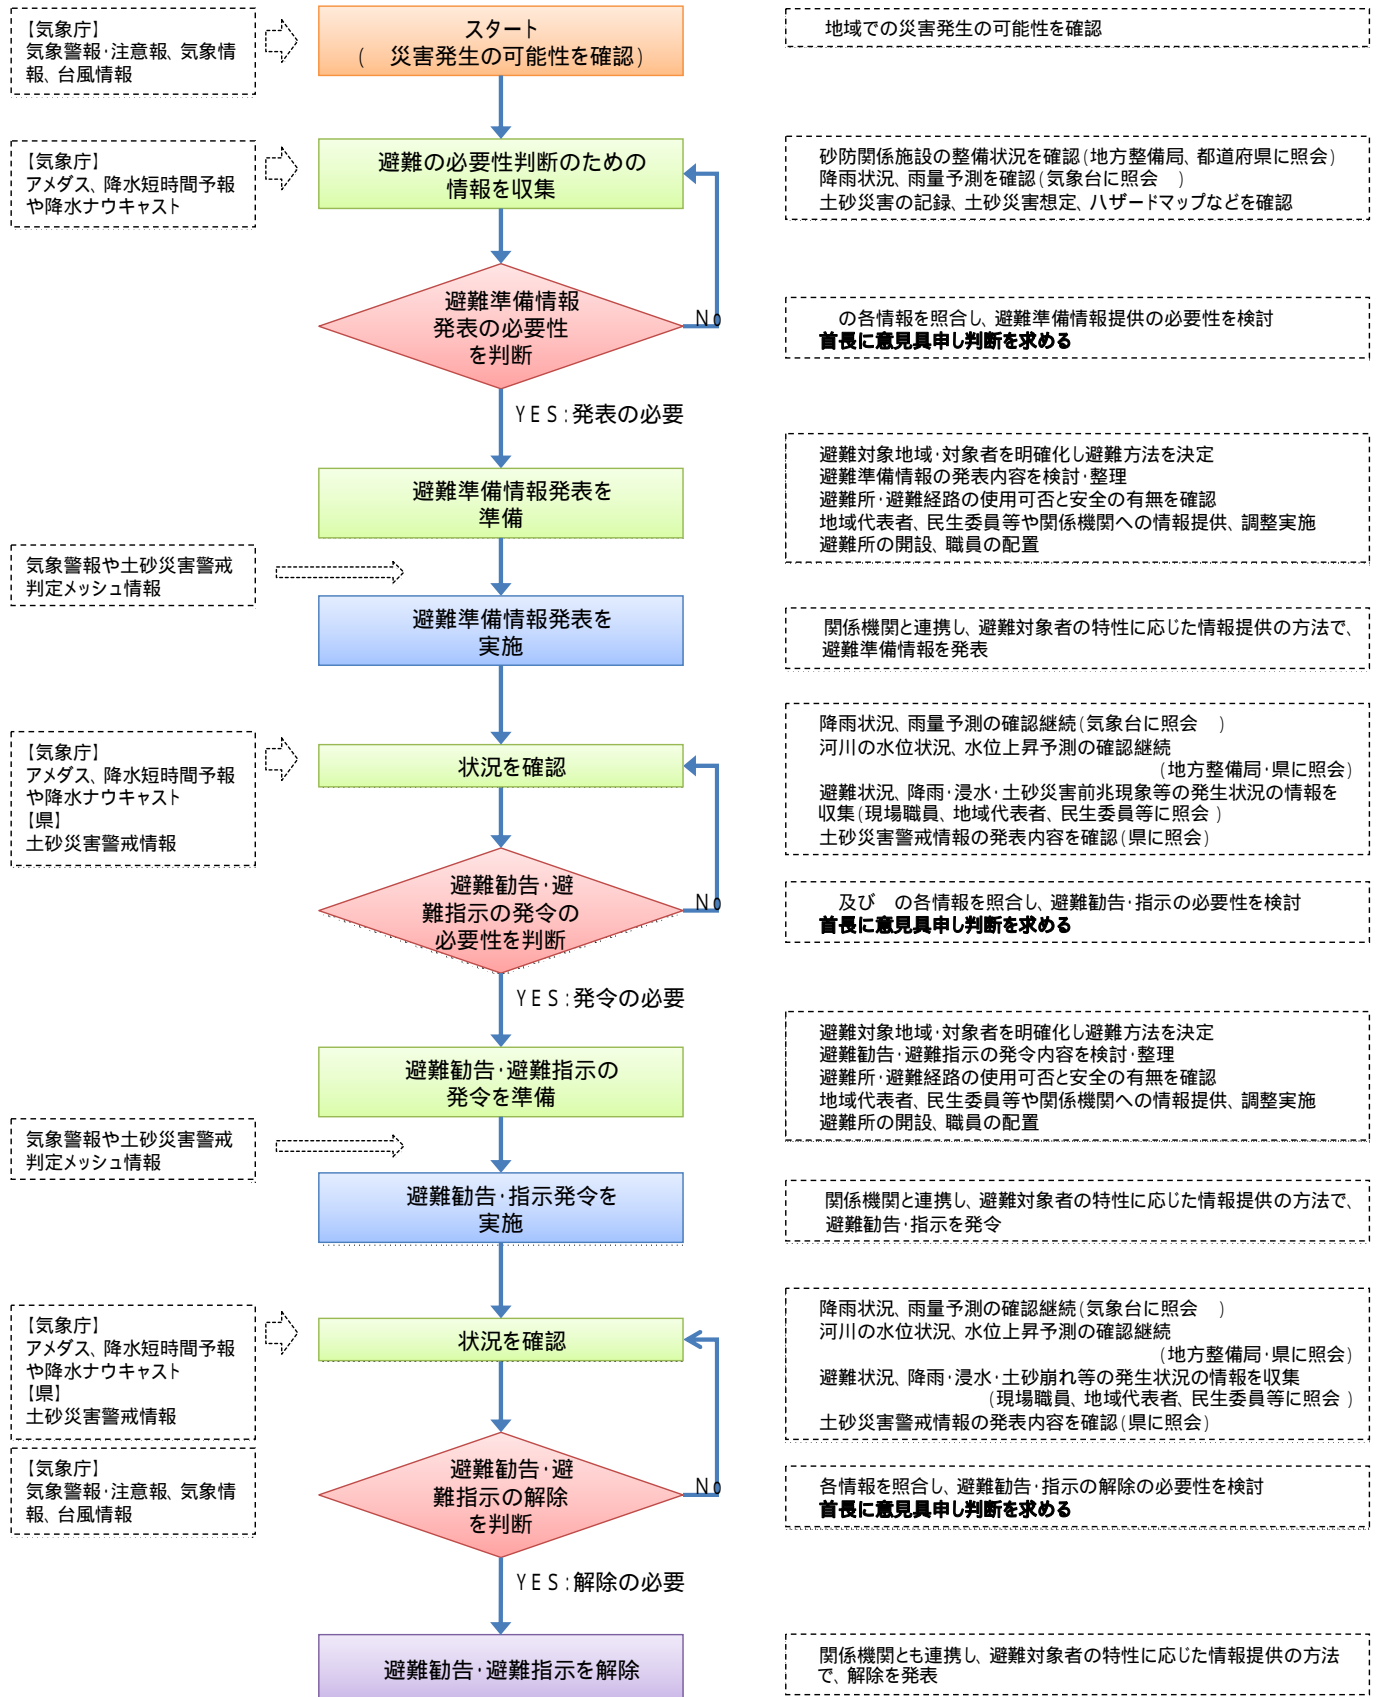 【気象庁】
気象警報・注意報、気象情
報、台風情報
スタート
(　災害発生の可能性を確認)
地域での災害発生の可能性を確認
【気象庁】
アメダス、降水短時間予報
や降水ナウキャスト
避難の必要性判断のための
情報を収集
砂防関係施設の整備状況を確認(地方整備局、都道府県に照会)
降雨状況、雨量予測を確認(気象台に照会　)
土砂災害の記録、土砂災害想定、ハザードマップなどを確認
避難準備情報
発表の必要性
を判断
No
の各情報を照合し、避難準備情報提供の必要性を検討
首長に意見具申し判断を求める
YES:発表の必要
避難準備情報発表を
準備
避難対象地域・対象者を明確化し避難方法を決定
避難準備情報の発表内容を検討・整理
避難所・避難経路の使用可否と安全の有無を確認
地域代表者、民生委員等や関係機関への情報提供、調整実施
避難所の開設、職員の配置
気象警報や土砂災害警戒
判定メッシュ情報
避難準備情報発表を
実施
関係機関と連携し、避難対象者の特性に応じた情報提供の方法で、
避難準備情報を発表
【気象庁】
アメダス、降水短時間予報
や降水ナウキャスト
【県】
土砂災害警戒情報
状況を確認
降雨状況、雨量予測の確認継続(気象台に照会　)
河川の水位状況、水位上昇予測の確認継続
(地方整備局・県に照会)
避難状況、降雨・浸水・土砂災害前兆現象等の発生状況の情報を
収集(現場職員、地域代表者、民生委員等に照会)
土砂災害警戒情報の発表内容を確認(県に照会)
避難勧告・避
難指示の発令の
必要性を判断
No
及び　の各情報を照合し、避難勧告・指示の必要性を検討
首長に意見具申し判断を求める
YES:発令の必要
避難勧告・避難指示の
発令を準備
避難対象地域・対象者を明確化し避難方法を決定
避難勧告・避難指示の発令内容を検討・整理
避難所・避難経路の使用可否と安全の有無を確認
地域代表者、民生委員等や関係機関への情報提供、調整実施
避難所の開設、職員の配置
気象警報や土砂災害警戒
判定メッシュ情報
避難勧告・指示発令を
実施
関係機関と連携し、避難対象者の特性に応じた情報提供の方法で、
避難勧告・指示を発令
【気象庁】
アメダス、降水短時間予報
や降水ナウキャスト
【県】
土砂災害警戒情報
状況を確認
降雨状況、雨量予測の確認継続(気象台に照会　)
河川の水位状況、水位上昇予測の確認継続
(地方整備局・県に照会)
避難状況、降雨・浸水・土砂崩れ等の発生状況の情報を収集
(現場職員、地域代表者、民生委員等に照会)
土砂災害警戒情報の発表内容を確認(県に照会)
【気象庁】
気象警報・注意報、気象情
報、台風情報
避難勧告・避
難指示の解除
を判断
No
各情報を照合し、避難勧告・指示の解除の必要性を検討
首長に意見具申し判断を求める
YES:解除の必要
避難勧告・避難指示を解除
関係機関とも連携し、避難対象者の特性に応じた情報提供の方法
で、解除を発表